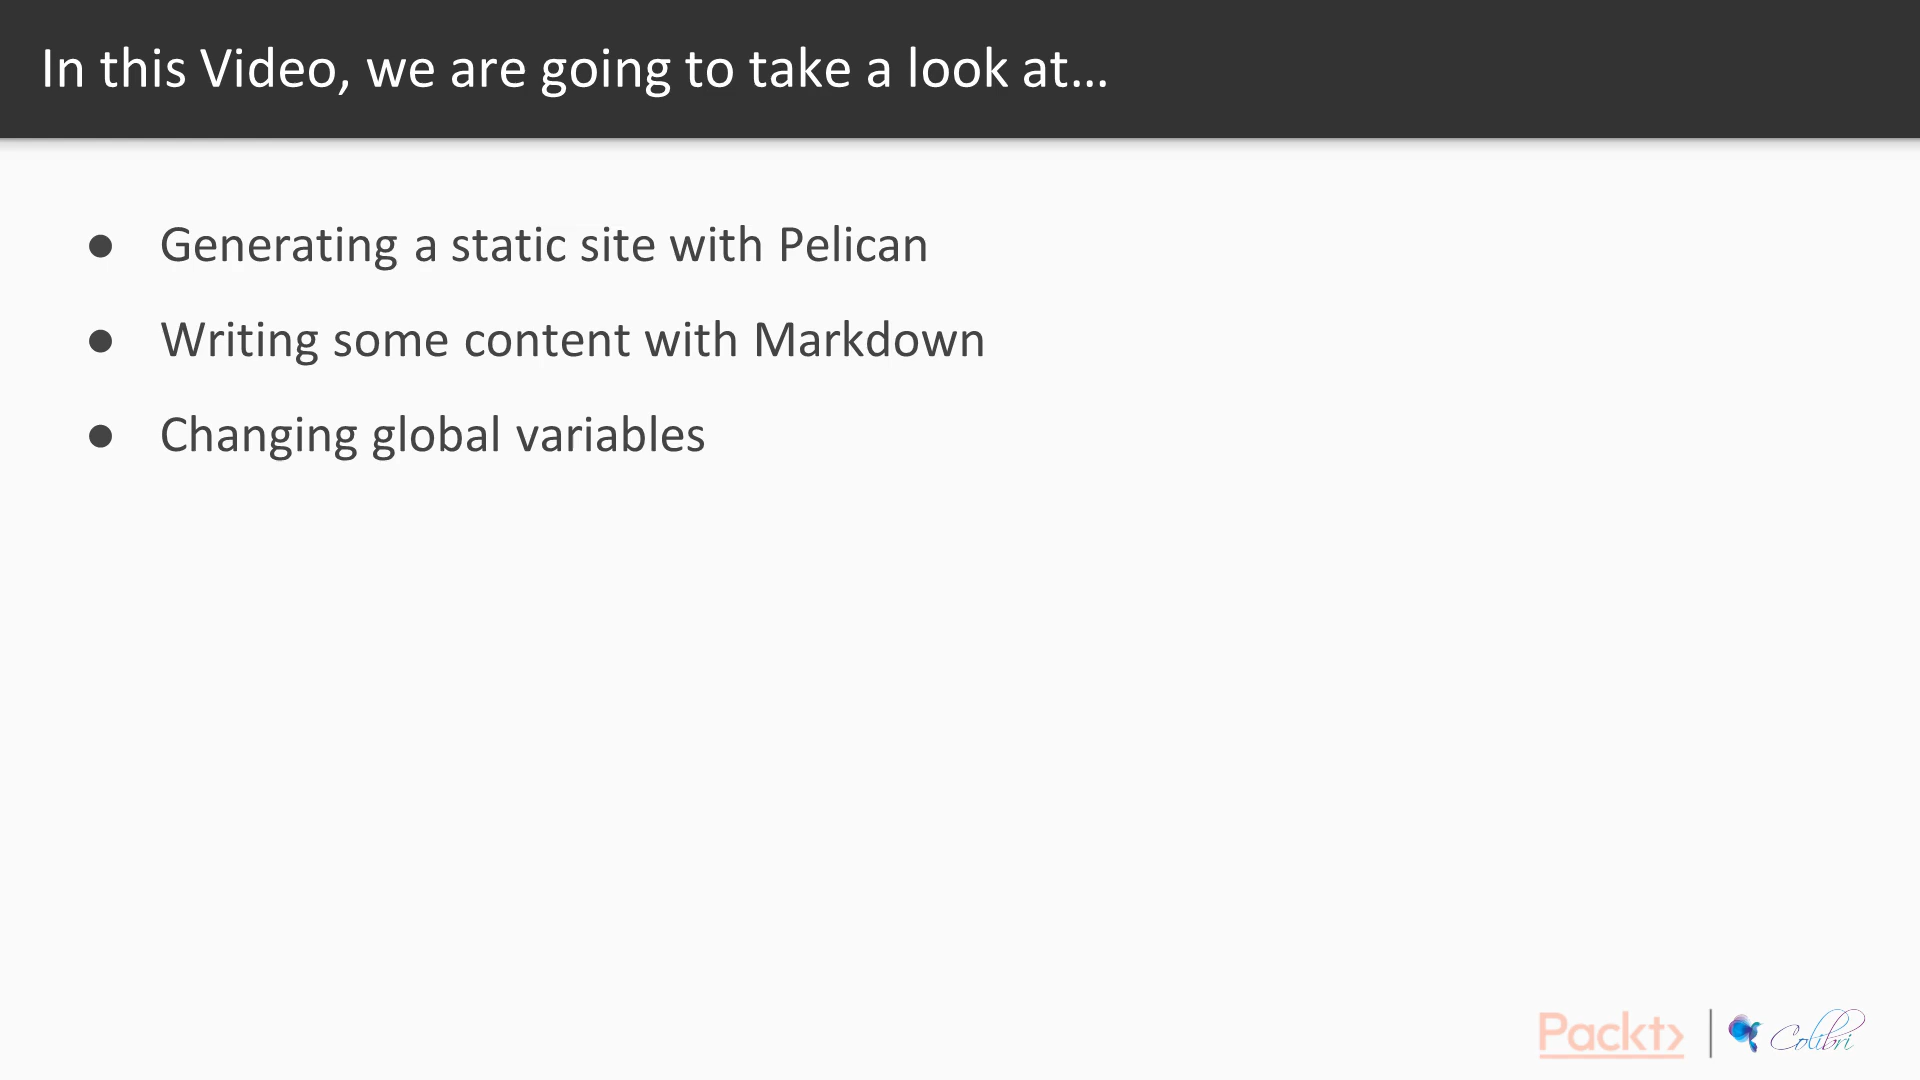 In this Video, we are going to take a look at...
● Generating a static site with Pelican
● Writing some content with Markdown
● Changing global variables
Packt> | Colibri